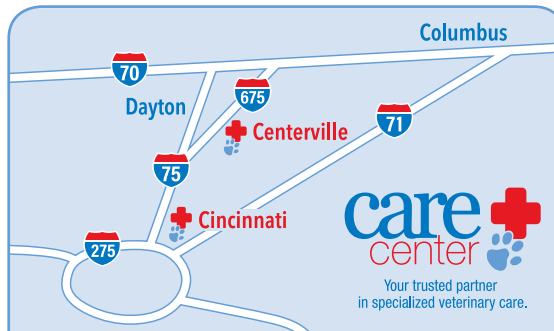 Columbus
70
Dayton
675
Centerville
71
75
Cincinnati
275
care
center
Your trusted partner
in specialized veterinary care.